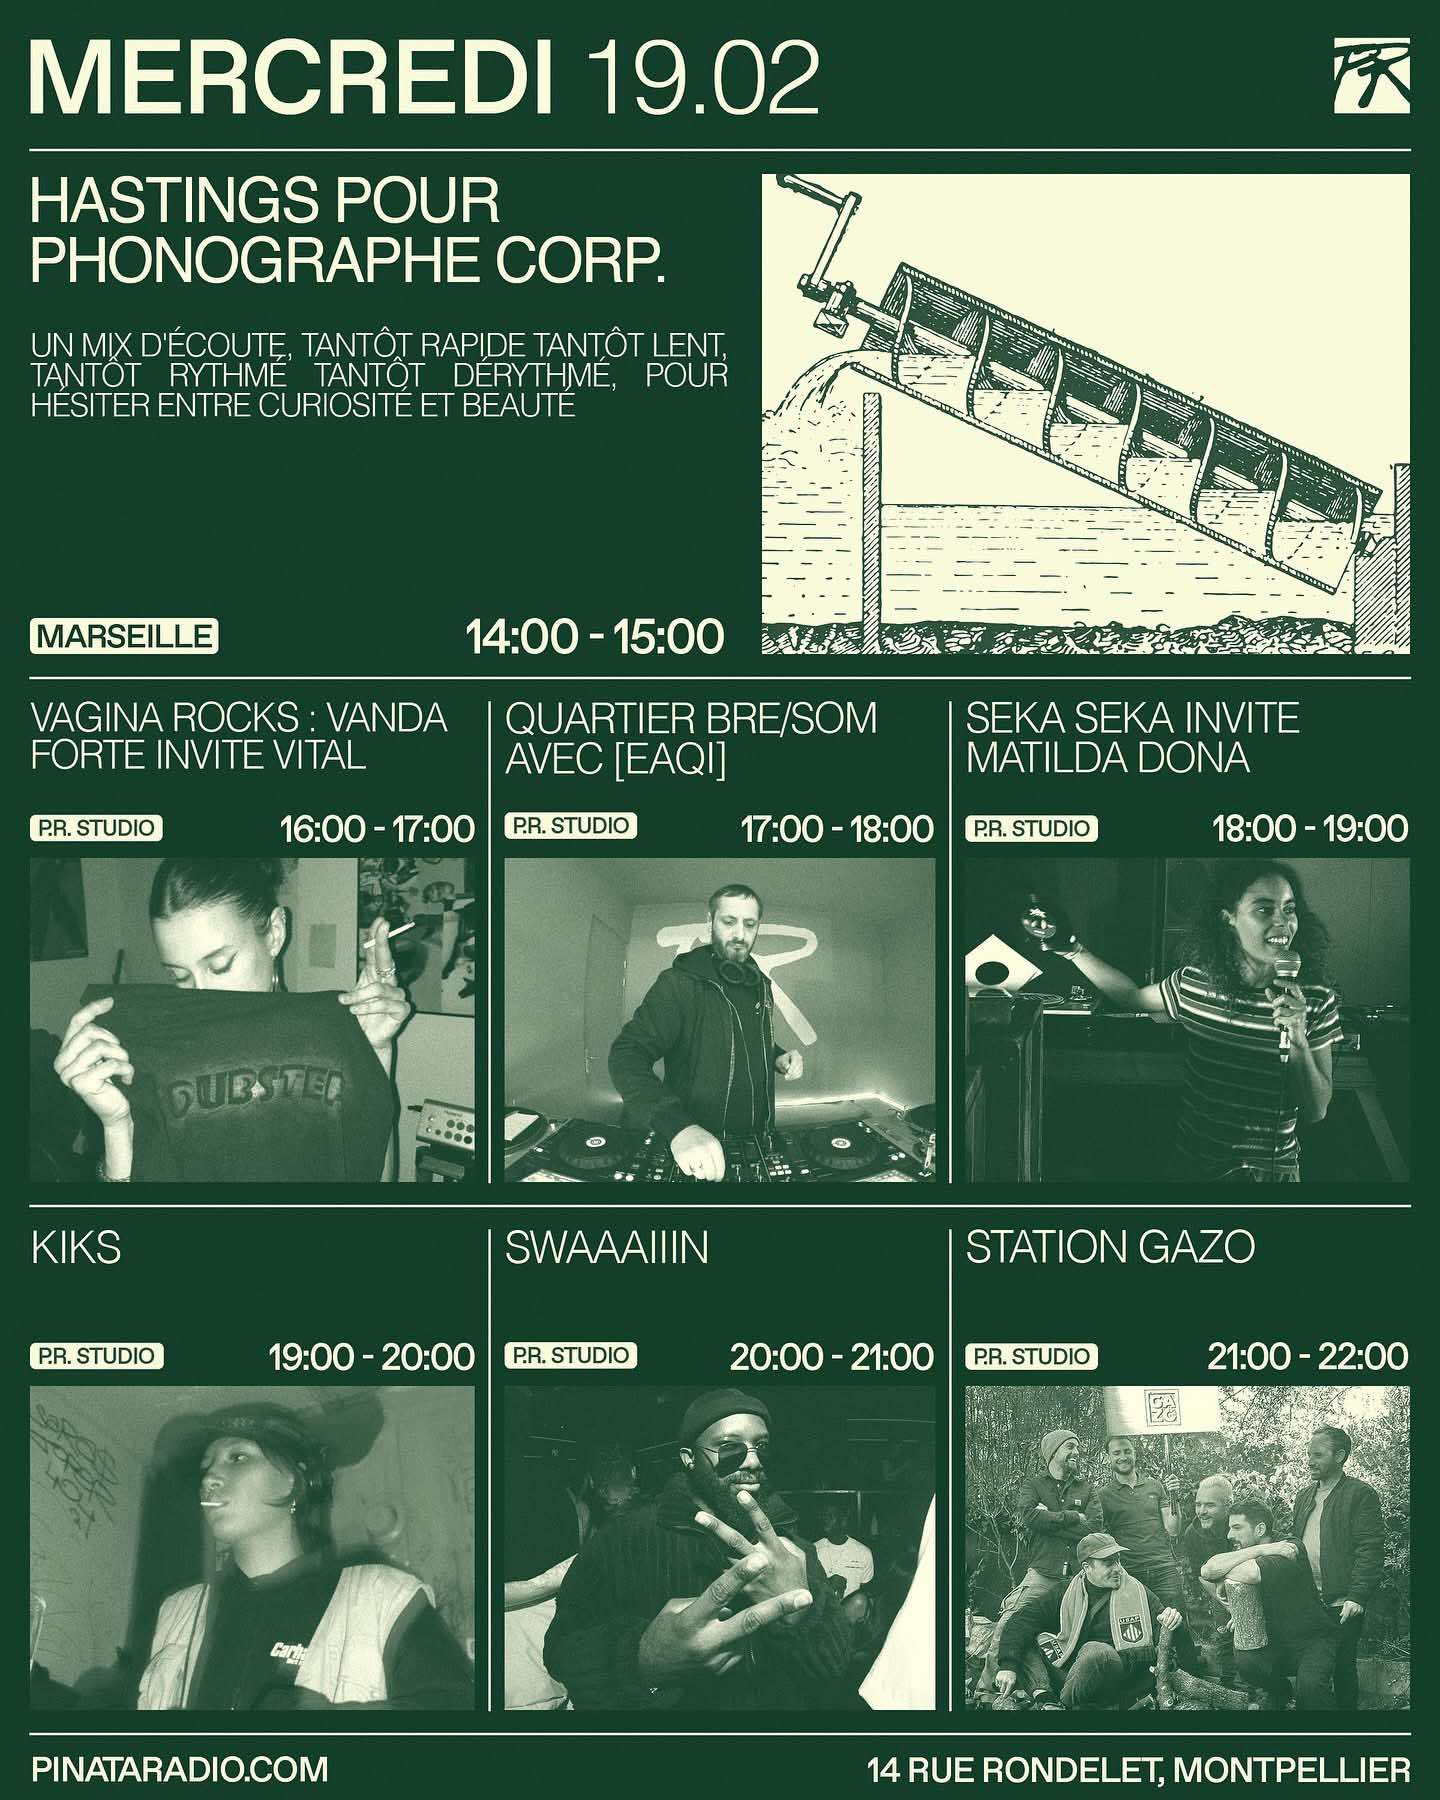 MERCREDI 19.02
PR
HASTINGS POUR
PHONOGRAPHE CORP.
UN MIX D'ÉCOUTE, TANTÔT RAPIDE TANTÔT LENT,
TANTÔT RYTHMÉ TANTÔT DÉRYTHMÉ, POUR
HÉSITER ENTRE CURIOSITÉ ET BEAUTÉ
MARSEILLE
14:00 - 15:00
VAGINA ROCKS : VANDA
FORTE INVITE VITAL
P.R. STUDIO
16:00 - 17:00
DUBSTEP
QUARTIER BRE/SOM
AVEC [EAQI]
P.R. STUDIO
17:00 - 18:00
SEKA SEKA INVITE
MATILDA DONA
P.R. STUDIO
18:00 - 19:00
KIKS
P.R. STUDIO
19:00 - 20:00
SWAAAIIIN
P.R. STUDIO
20:00 - 21:00
STATION GAZO
P.R. STUDIO
21:00 - 22:00
GA
ZO
USAP
PINATARADIO.COM
14 RUE RONDELET, MONTPELLIER